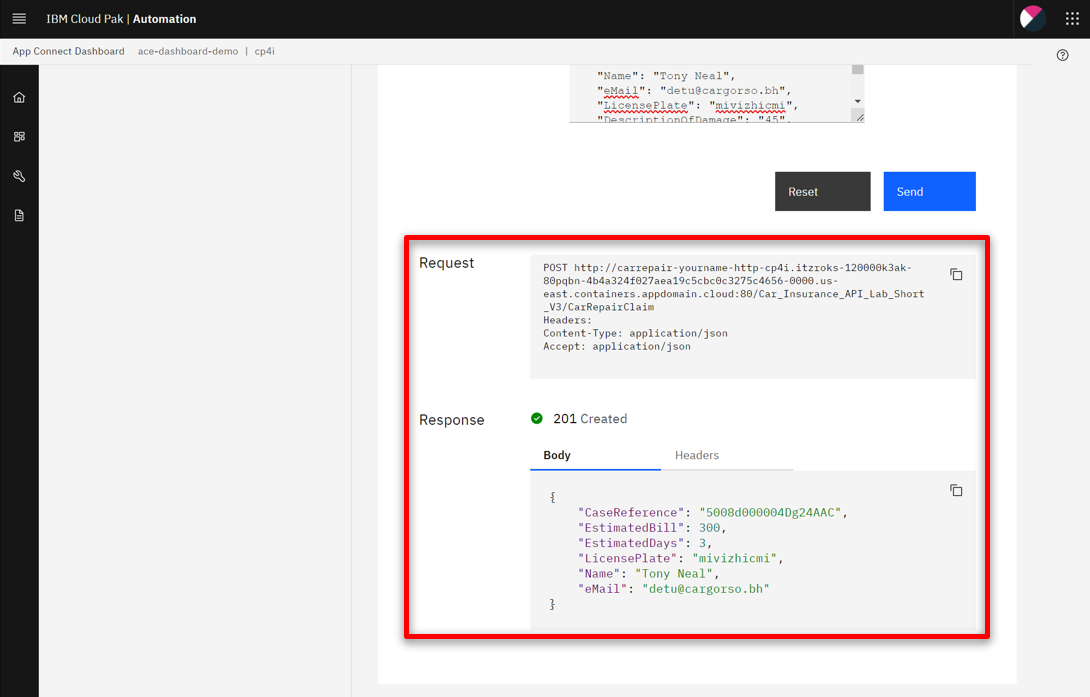 IBM Cloud Pak | Automation
App Connect Dashboard ace-dashboard-demo | cp4i
"Name": "Tony Neal",
"eMail": "detu@cargorso.bh",
"LicensePlate": "mivizhicmi",
"DescriptionOfDamage": "45",
Reset Send
Request
POST http://carrepair-yourname-http-cp4i.itzroks-120000k3ak-
80pqbn-4b4a324f027aea19c5cbc0c3275c4656-0000.us-
east.containers.appdomain.cloud:80/Car_Insurance_API_Lab_Short
_V3/CarRepairClaim
Headers:
Content-Type: application/json
Accept: application/json
Response 201 Created
Body Headers
{
"CaseReference": "5008d000004Dg24AAC",
"EstimatedBill": 300,
"EstimatedDays": 3,
"LicensePlate": "mivizhicmi",
"Name": "Tony Neal",
"eMail": "detu@cargorso.bh"
}